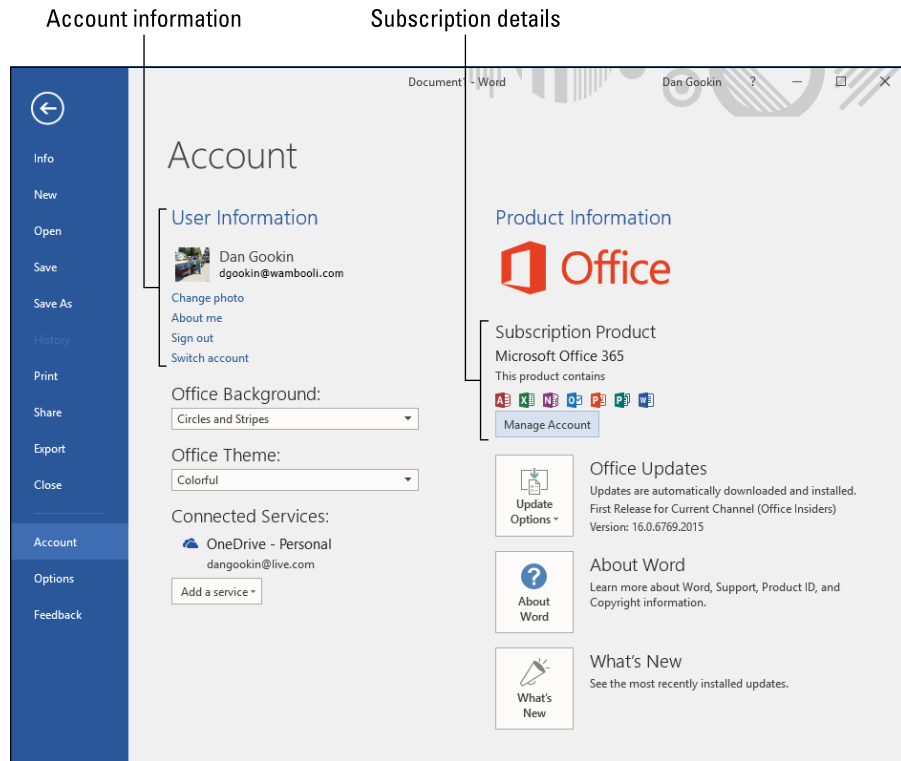 Account information
Subscription details
Document1 - Word
Dan Gookin
?
Info
New
Open
Save
Save As
History
Print
Share
Export
Close
Account
Options
Feedback
Account
User Information
Dan Gookin
dgookin@wambooli.com
Change photo
About me
Sign out
Switch account
Office Background:
Circles and Stripes
Office Theme:
Colorful
Connected Services:
OneDrive - Personal
dangookin@live.com
Add a service
Product Information
Office
Subscription Product
Microsoft Office 365
This product contains
Manage Account
Update
Options
Office Updates
Updates are automatically downloaded and installed.
First Release for Current Channel (Office Insiders)
Version: 16.0.6769.2015
?
About
Word
About Word
Learn more about Word, Support, Product ID, and
Copyright information.
What's
New
What's New
See the most recently installed updates.